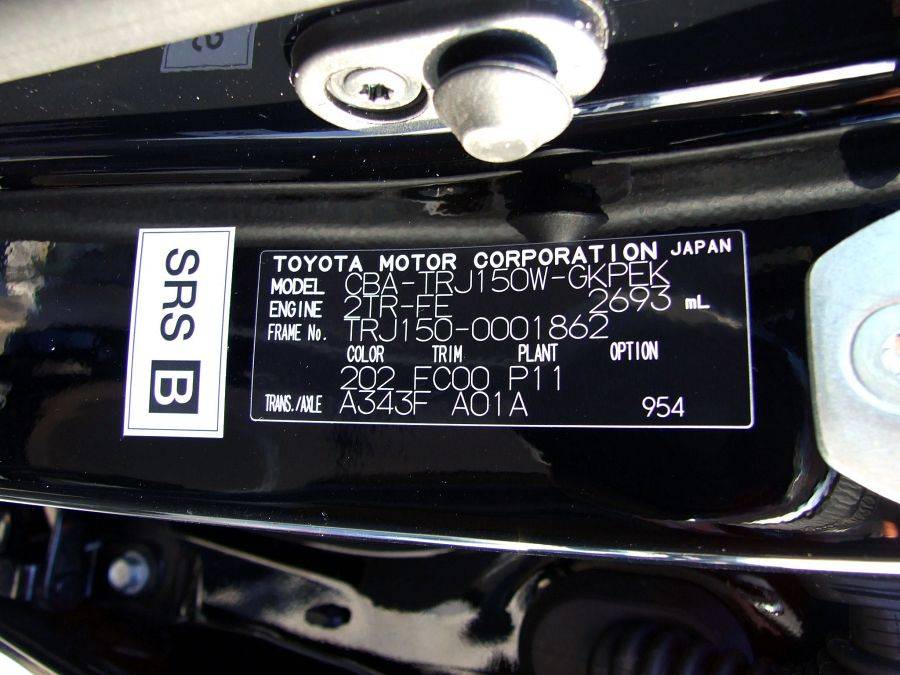 2
SRS B
TOYOTA MOTOR CORPORATION JAPAN
MODEL CBA-TRJ150W-GKPEK
ENGINE 2TR-FE 2693 mL
FRAME No. TRJ150-0001862
COLOR TRIM PLANT OPTION
202 FC00 P11
TRANS./AXLE A343F A01A 954